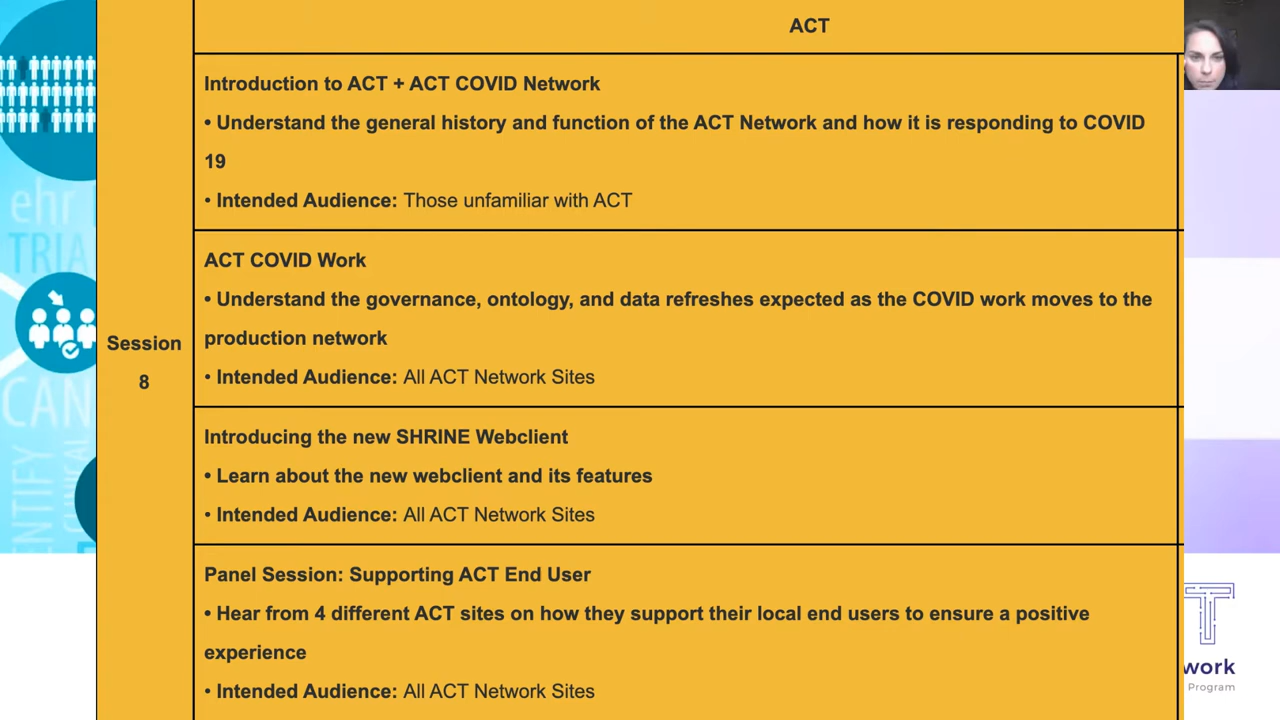 ACT
Introduction to ACT + ACT COVID Network
• Understand the general history and function of the ACT Network and how it is responding to COVID
19
• Intended Audience: Those unfamiliar with ACT
ACT COVID Work
• Understand the governance, ontology, and data refreshes expected as the COVID work moves to the
production network
• Intended Audience: All ACT Network Sites
Session
8
Introducing the new SHRINE Webclient
• Learn about the new webclient and its features
• Intended Audience: All ACT Network Sites
Panel Session: Supporting ACT End User
• Hear from 4 different ACT sites on how they support their local end users to ensure a positive
experience
• Intended Audience: All ACT Network Sites
ehr
TRIA
CAN
ENTIFY
CLINICAL
T
work
Program